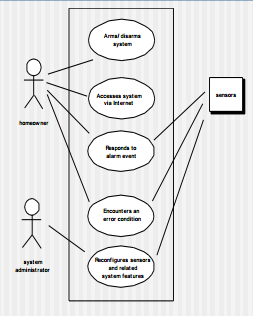 Arms/ disarms
system
Accesses system
via Internet
sensors
homeowner
Responds to
alarm event
Encounters an
error condition
system
administrator
Reconfigures sensors
and related
system features